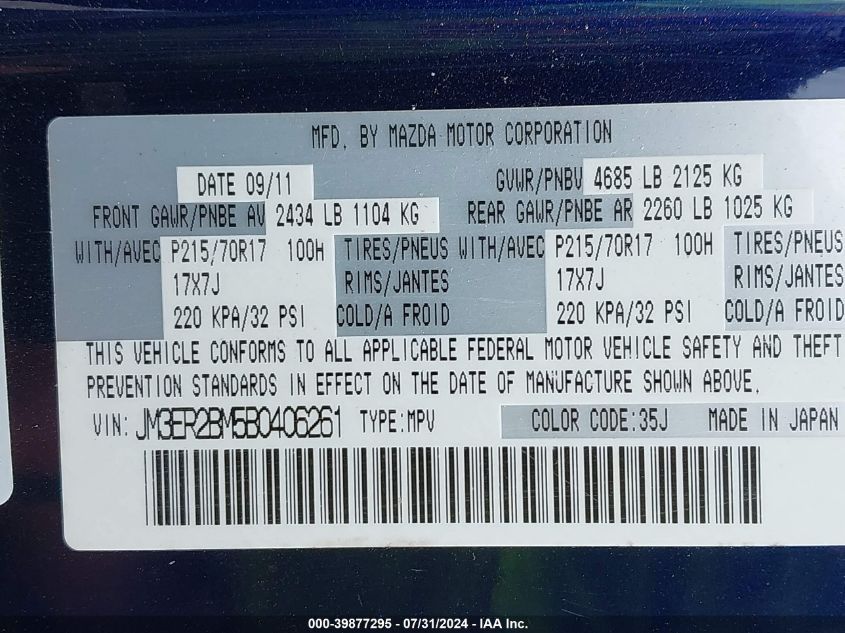 MFD. BY MAZDA MOTOR CORPORATION
DATE 09/11 GVWR/PNBV 4685 LB 2125 KG
FRONT GAWR/PNBE AV 2434 LB 1104 KG REAR GAWR/PNBE AR 2260 LB 1025 KG
WITH/AVEC P215/70R17 100H TIRES/PNEUS WITH/AVEC P215/70R17 100H TIRES/PNEUS
17X7J RIMS/JANTES 17X7J RIMS/JANTES
220 KPA/32 PSI COLD/A FROID 220 KPA/32 PSI COLD/A FROID
THIS VEHICLE CONFORMS TO ALL APPLICABLE FEDERAL MOTOR VEHICLE SAFETY AND THEFT
PREVENTION STANDARDS IN EFFECT ON THE DATE OF MANUFACTURE SHOWN ABOVE.
VIN: JM3ER2BM5B0406261 TYPE:MPV COLOR CODE:35J MADE IN JAPAN
000-39877295 - 07/31/2024 - IAA Inc.